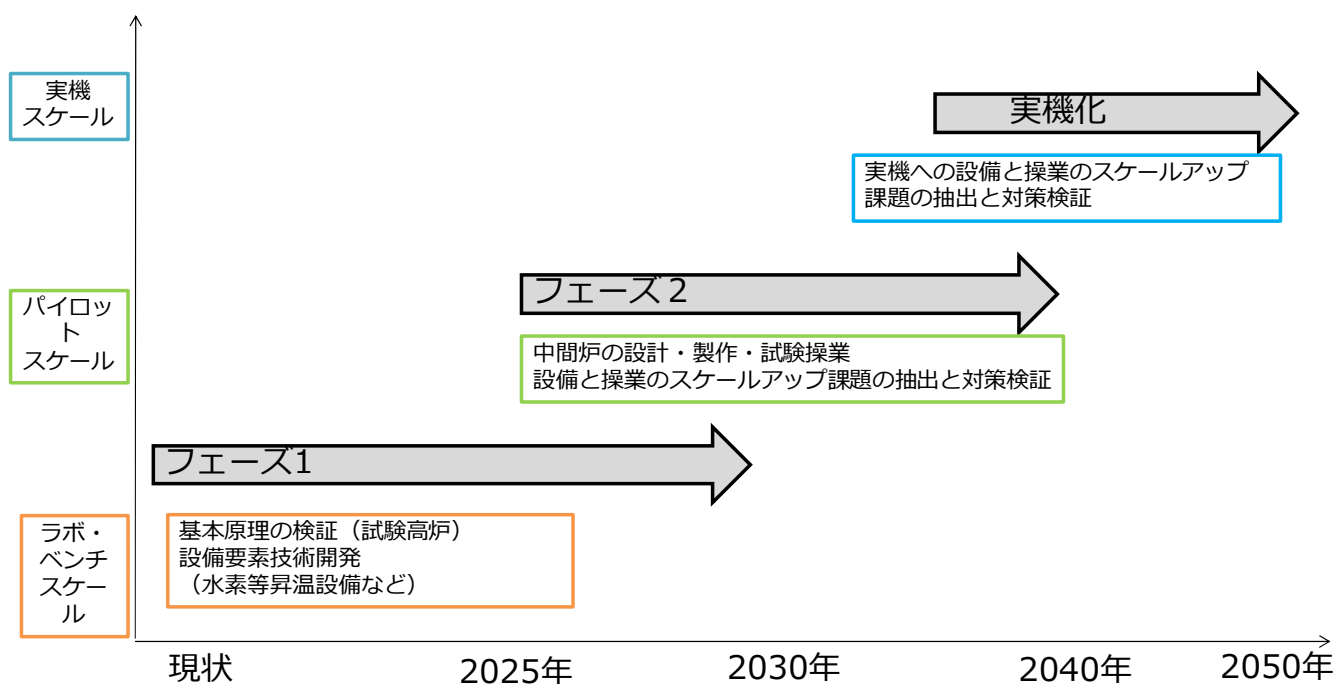 実機
スケール
実機化
実機への設備と操業のスケールアップ
課題の抽出と対策検証
パイロッ
ト
スケール
フェーズ２
中間炉の設計・製作・試験操業
設備と操業のスケールアップ課題の抽出と対策検証
フェーズ1
ラボ・
ベンチ
スケー
ル
基本原理の検証（試験高炉）
設備要素技術開発
（水素等昇温設備など）
現状
2025年
2030年
2040年
2050年